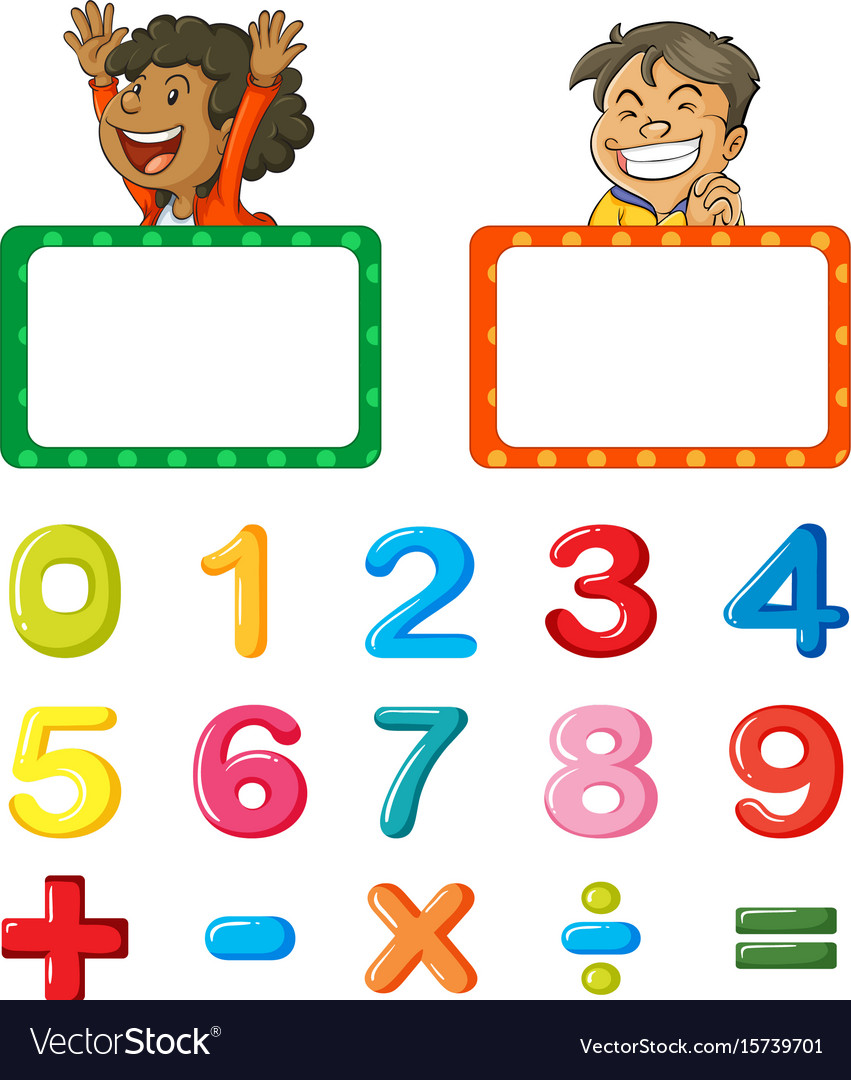 0 1 2 3 4
5 6 7 8 9
+ - × ÷ =
VectorStock® VectorStock.com/15739701